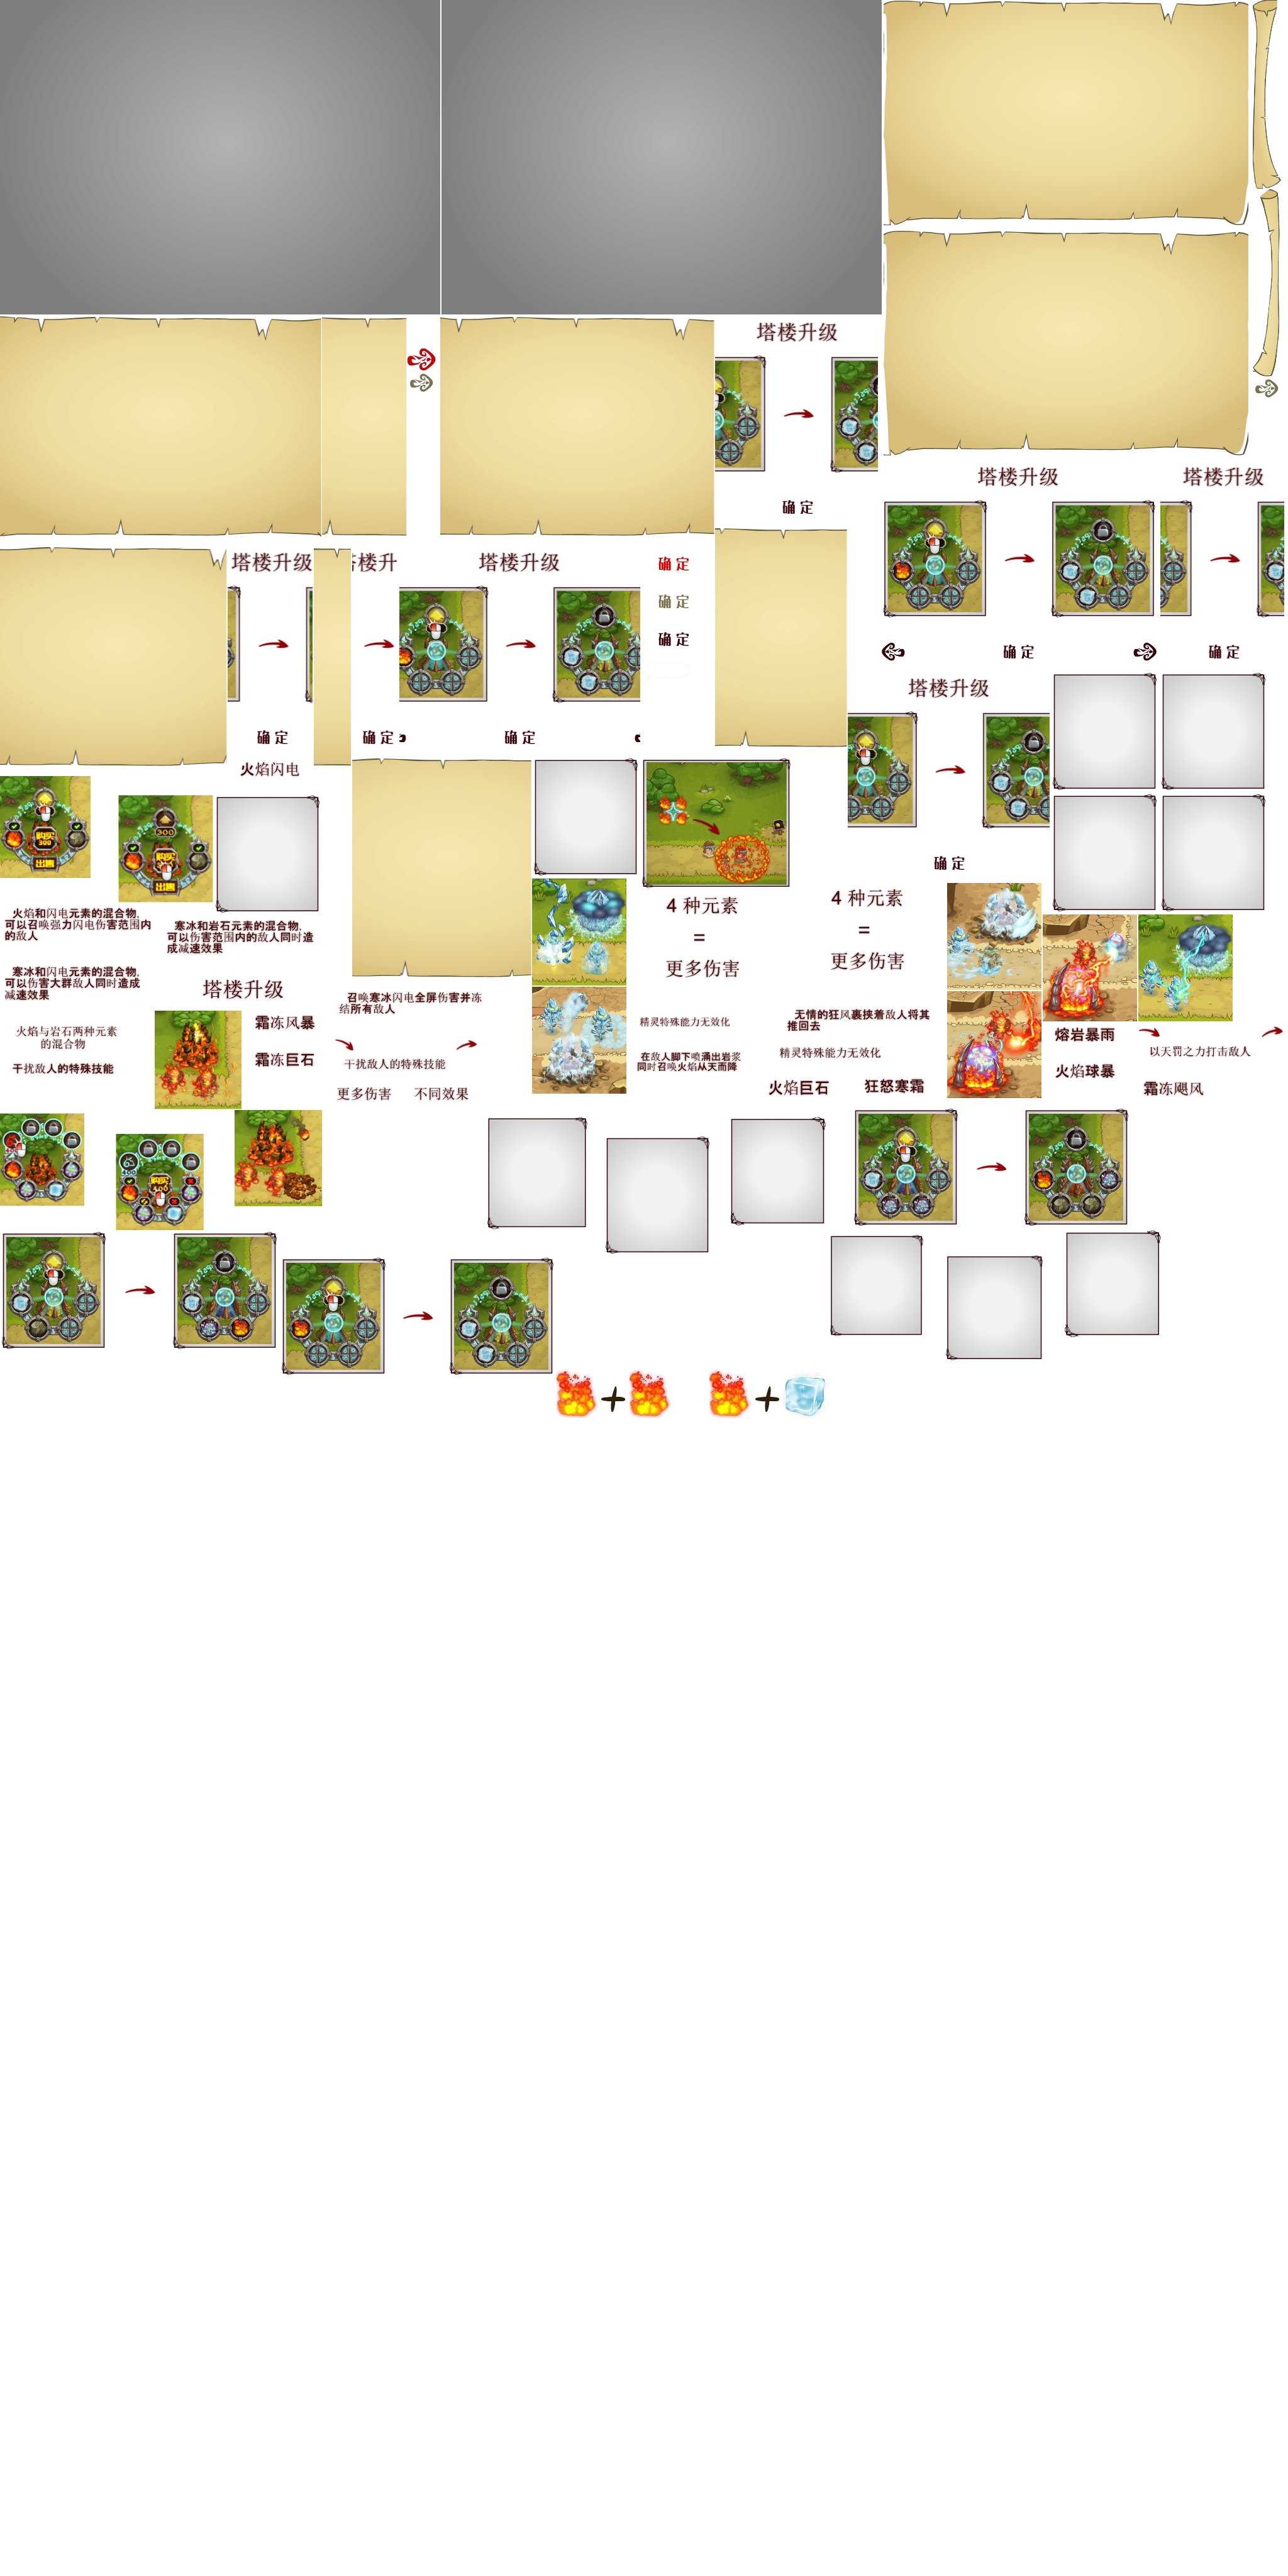 塔楼升级
确定
塔楼升级
塔楼升级
确定
确定
塔楼升级
塔楼升
塔楼升级
确定
确定
确定
确定
确定
确定
塔楼升级
确定
火焰闪电
购买
300
出售
300
购买
出售
火焰和闪电元素的混合物,
可以召唤强力闪电伤害范围内
的敌人
寒冰和岩石元素的混合物,
可以伤害范围内的敌人同时造
成减速效果
寒冰和闪电元素的混合物,
可以伤害大群敌人同时造成
减速效果
塔楼升级
火焰与岩石两种元素
的混合物
干扰敌人的特殊技能
霜冻风暴
霜冻巨石
召唤寒冰闪电全屏伤害并冻
结所有敌人
干扰敌人的特殊技能
更多伤害
不同效果
4 种元素
=
更多伤害
4 种元素
=
更多伤害
精灵特殊能力无效化
在敌人脚下喷涌出岩浆
同时召唤火焰从天而降
无情的狂风裹挟着敌人将其
推回去
精灵特殊能力无效化
火焰巨石
狂怒寒霜
熔岩暴雨
火焰球暴
以天罚之力打击敌人
霜冻飓风
400
购买
+
+